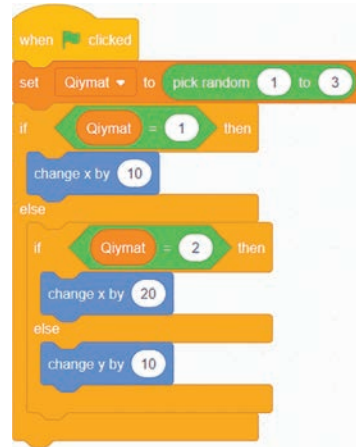 when clicked
set Qiymat to pick random 1 to 3
if Qiymat = 1 then
change x by 10
else
if Qiymat = 2 then
change x by 20
else
change y by 10